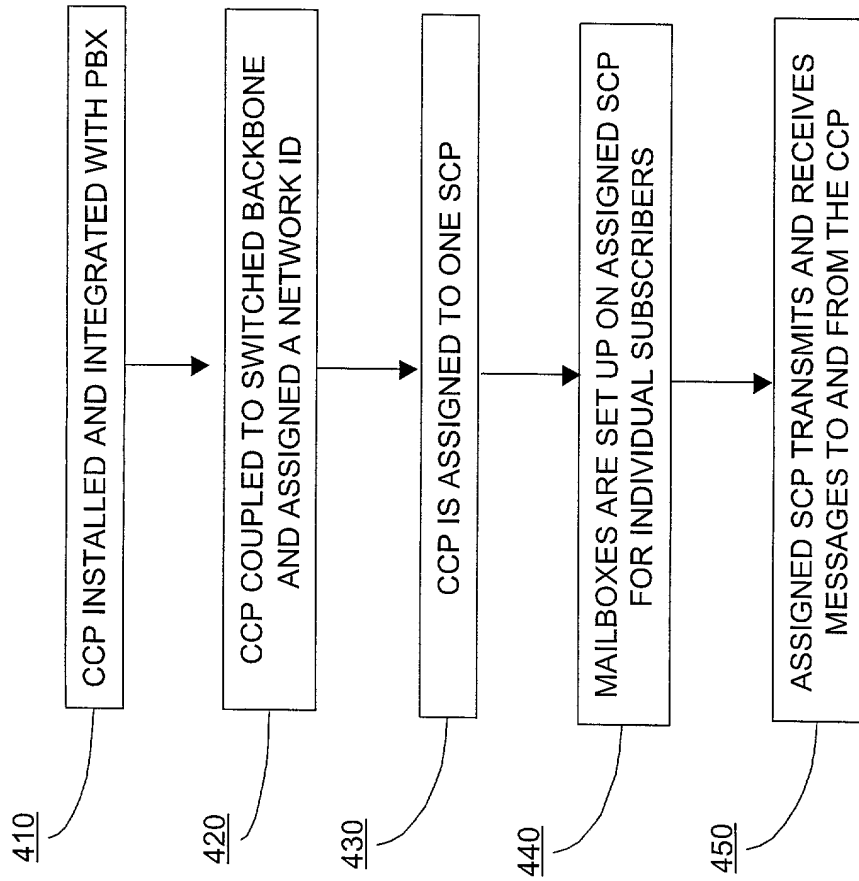 410
CCP INSTALLED AND INTEGRATED WITH PBX
420
CCP COUPLED TO SWITCHED BACKBONE
AND ASSIGNED A NETWORK ID
430
CCP IS ASSIGNED TO ONE SCP
440
MAILBOXES ARE SET UP ON ASSIGNED SCP
FOR INDIVIDUAL SUBSCRIBERS
450
ASSIGNED SCP TRANSMITS AND RECEIVES
MESSAGES TO AND FROM THE CCP